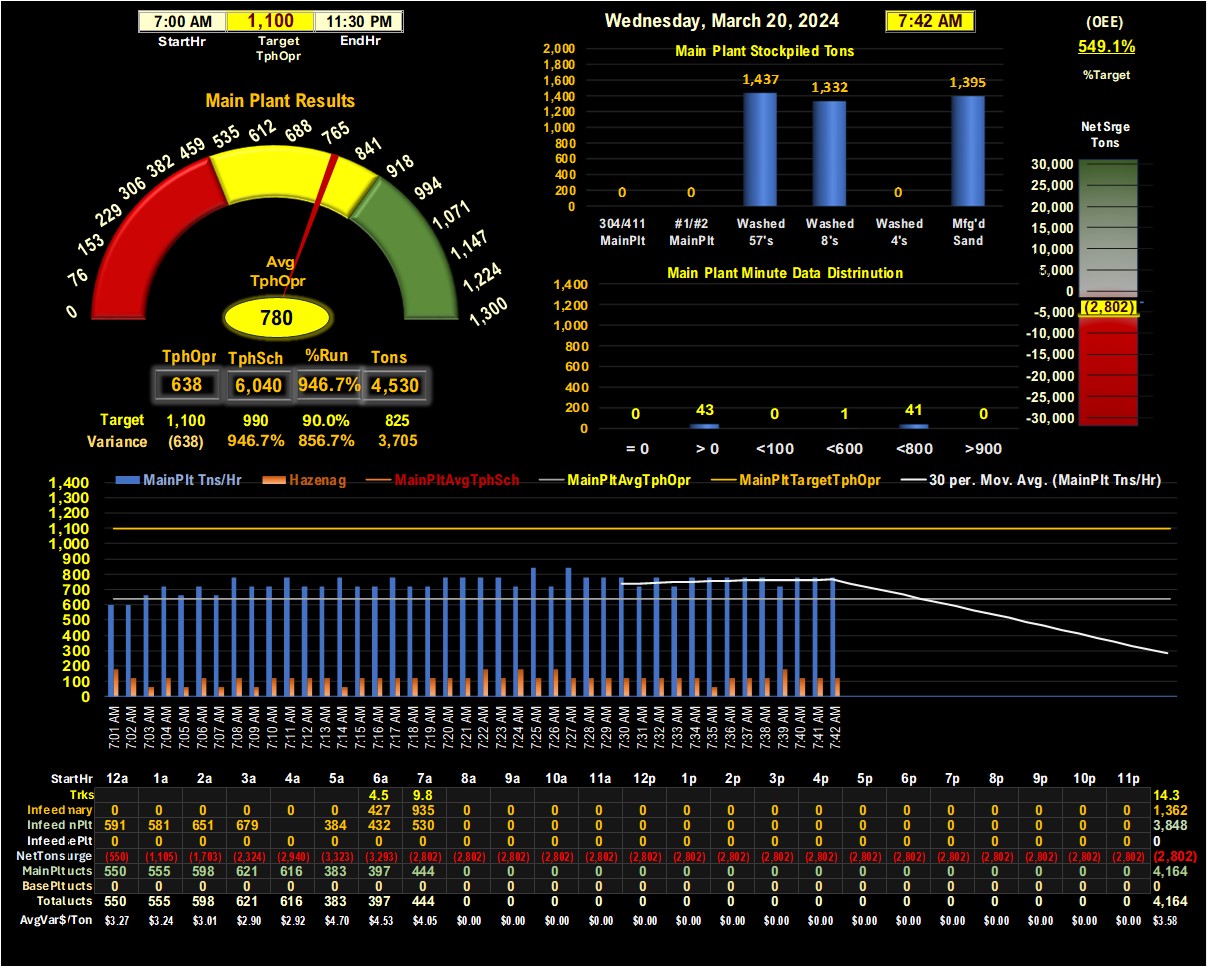 7:00 AM 1,100 11:30 PM
StartHr Target TphOpr EndHr
Wednesday, March 20, 2024 7:42 AM
(OEE)
549.1%
%Target
Main Plant Results
0 76 153 229 306 382 459 535 612 688 765 841 918 994 1,071 1,147 1,224 1,300
Avg
TphOpr
780
TphOpr TphSch %Run Tons
638 6,040 946.7% 4,530
Target 1,100 990 90.0% 825
Variance (638) 946.7% 856.7% 3,705
Main Plant Stockpiled Tons
2,000
1,800
1,600
1,400
1,200
1,000
800
600
400
200
0
0 0 1,437 1,332 0 1,395
304/411 MainPlt
#1/#2 MainPlt
Washed 57's
Washed 8's
Washed 4's
Mfg'd Sand
Main Plant Minute Data Distrinution
1,400
1,200
1,000
800
600
400
200
0
0 43 0 1 41 0
= 0 > 0 <100 <600 <800 >900
Net Srge
Tons
30,000
25,000
20,000
15,000
10,000
5,000
0
-5,000
-10,000
-15,000
-20,000
-25,000
-30,000
(2,802)
MainPlt Tns/Hr Hazenag MainPltAvgTphSch MainPltAvgTphOpr MainPltTargetTphOpr 30 per. Mov. Avg. (MainPlt Tns/Hr)
1,400
1,300
1,200
1,100
1,000
900
800
700
600
500
400
300
200
100
0
7:01 AM 7:02 AM 7:03 AM 7:04 AM 7:05 AM 7:06 AM 7:07 AM 7:08 AM 7:09 AM 7:10 AM 7:11 AM 7:12 AM 7:13 AM 7:14 AM 7:15 AM 7:16 AM 7:17 AM 7:18 AM 7:19 AM 7:20 AM 7:21 AM 7:22 AM 7:23 AM 7:24 AM 7:25 AM 7:26 AM 7:27 AM 7:28 AM 7:29 AM 7:30 AM 7:31 AM 7:32 AM 7:33 AM 7:34 AM 7:35 AM 7:36 AM 7:37 AM 7:38 AM 7:39 AM 7:40 AM 7:41 AM 7:42 AM
StartHr 12a 1a 2a 3a 4a 5a 6a 7a 8a 9a 10a 11a 12p 1p 2p 3p 4p 5p 6p 7p 8p 9p 10p 11p
Trks 4.5 9.8 14.3
Infeed nary 0 0 0 0 0 0 427 935 0 0 0 0 0 0 0 0 0 0 0 0 0 0 0 0 1,362
Infeed nPlt 591 581 651 679 384 432 530 0 0 0 0 0 0 0 0 0 0 0 0 0 0 0 0 3,848
Infeed ePlt 0 0 0 0 0 0 0 0 0 0 0 0 0 0 0 0 0 0 0 0 0 0 0 0 0
NetTons urge (550) (1,105) (1,703) (2,324) (2,940) (3,323) (3,293) (2,802) (2,802) (2,802) (2,802) (2,802) (2,802) (2,802) (2,802) (2,802) (2,802) (2,802) (2,802) (2,802) (2,802) (2,802) (2,802) (2,802) (2,802)
MainPlt ucts 550 555 598 621 616 383 397 444 0 0 0 0 0 0 0 0 0 0 0 0 0 0 0 0 4,164
BasePlt ucts 0 0 0 0 0 0 0 0 0 0 0 0 0 0 0 0 0 0 0 0 0 0 0 0 0
Total ucts 550 555 598 621 616 383 397 444 0 0 0 0 0 0 0 0 0 0 0 0 0 0 0 0 4,164
AvgVar$/Ton $3.27 $3.24 $3.01 $2.90 $2.92 $4.70 $4.53 $4.05 $0.00 $0.00 $0.00 $0.00 $0.00 $0.00 $0.00 $0.00 $0.00 $0.00 $0.00 $0.00 $0.00 $0.00 $0.00 $0.00 $3.58